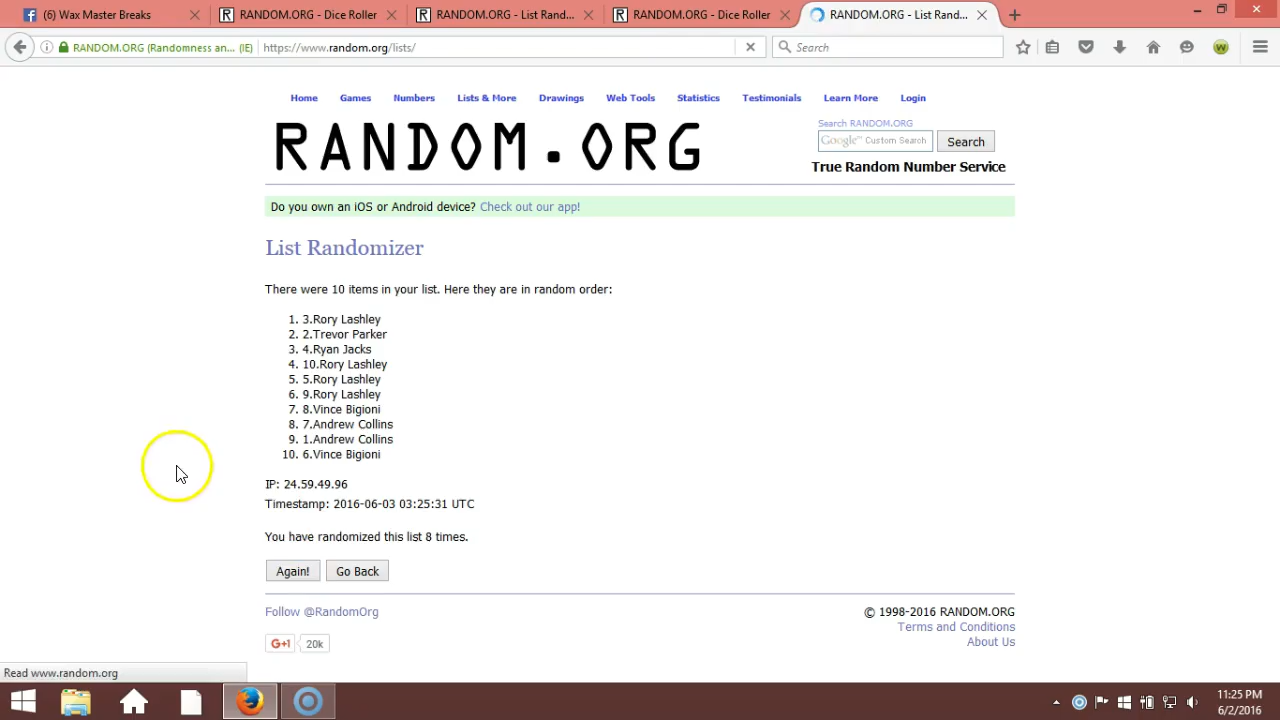 (6) Wax Master Breaks
RANDOM.ORG - Dice Roller
RANDOM.ORG - List Rand...
RANDOM.ORG - Dice Roller
RANDOM.ORG - List Ran...
RANDOM.ORG (Randomness an... (IE)
https://www.random.org/lists/
Search
Home Games Numbers Lists & More Drawings Web Tools Statistics Testimonials Learn More Login
RANDOM.ORG
Search RANDOM.ORG
Google™ Custom Search
Search
True Random Number Service
Do you own an iOS or Android device? Check out our app!
List Randomizer
There were 10 items in your list. Here they are in random order:
1. 3.Rory Lashley
2. 2.Trevor Parker
3. 4.Ryan Jacks
4. 10.Rory Lashley
5. 5.Rory Lashley
6. 9.Rory Lashley
7. 8.Vince Bigioni
8. 7.Andrew Collins
9. 1.Andrew Collins
10. 6.Vince Bigioni
IP: 24.59.49.96
Timestamp: 2016-06-03 03:25:31 UTC
You have randomized this list 8 times.
Again! Go Back
Follow @RandomOrg
© 1998-2016 RANDOM.ORG
Terms and Conditions
About Us
G+1 20k
Read www.random.org
11:25 PM
6/2/2016